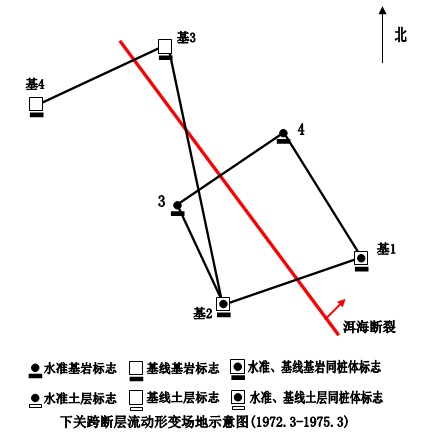 北
基3
基4
4
3
基1
基2
洱海断裂
水准基岩标志
基线基岩标志
水准、基线岩同桩体标志
水准土层标志
基线土层标志
水准、基线土层同桩体标志
下关跨断层流动形变场地示意图(1972.3-1975.3)